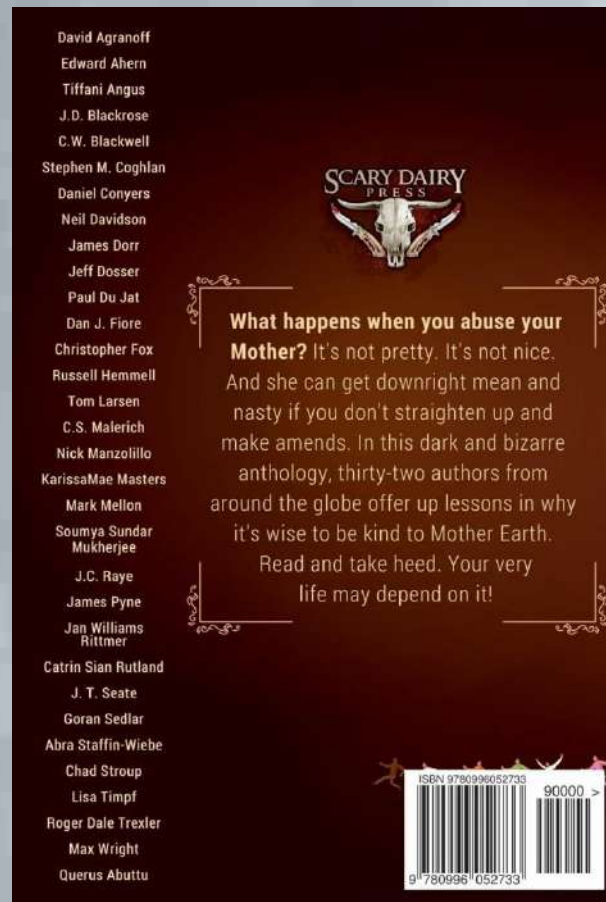 David Agranoff
Edward Ahern
Tiffani Angus
J.D. Blackrose
C.W. Blackwell
Stephen M. Coghlan
Daniel Conyers
Neil Davidson
James Dorr
Jeff Dosser
Paul Du Jat
Dan J. Fiore
Christopher Fox
Russell Hemmell
Tom Larsen
C.S. Malerich
Nick Manzolillo
KarissaMae Masters
Mark Mellon
Soumya Sundar
Mukherjee
J.C. Raye
James Pyne
Jan Williams
Rittmer
Catrin Sian Rutland
J. T. Seate
Goran Sedlar
Abra Staffin-Wiebe
Chad Stroup
Lisa Timpf
Roger Dale Trexler
Max Wright
Querus Abuttu
SCARY DAIRY
PRESS
What happens when you abuse your
Mother? It's not pretty. It's not nice.
And she can get downright mean and
nasty if you don't straighten up and
make amends. In this dark and bizarre
anthology, thirty-two authors from
around the globe offer up lessons in why
it's wise to be kind to Mother Earth.
Read and take heed. Your very
life may depend on it!
ISBN 9780996052733
90000 >
9 780996 052733